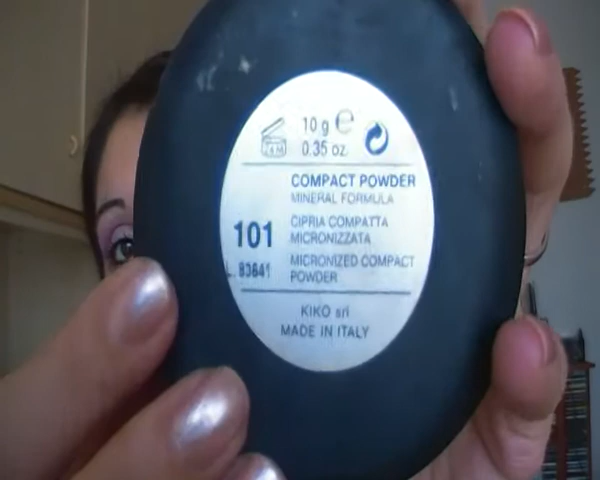 10 g e
0.35 oz.
COMPACT POWDER
MINERAL FORMULA
101
CIPRIA COMPATTA
MICRONIZZATA
MICRONIZED COMPACT
POWDER
KIKO srl
MADE IN ITALY